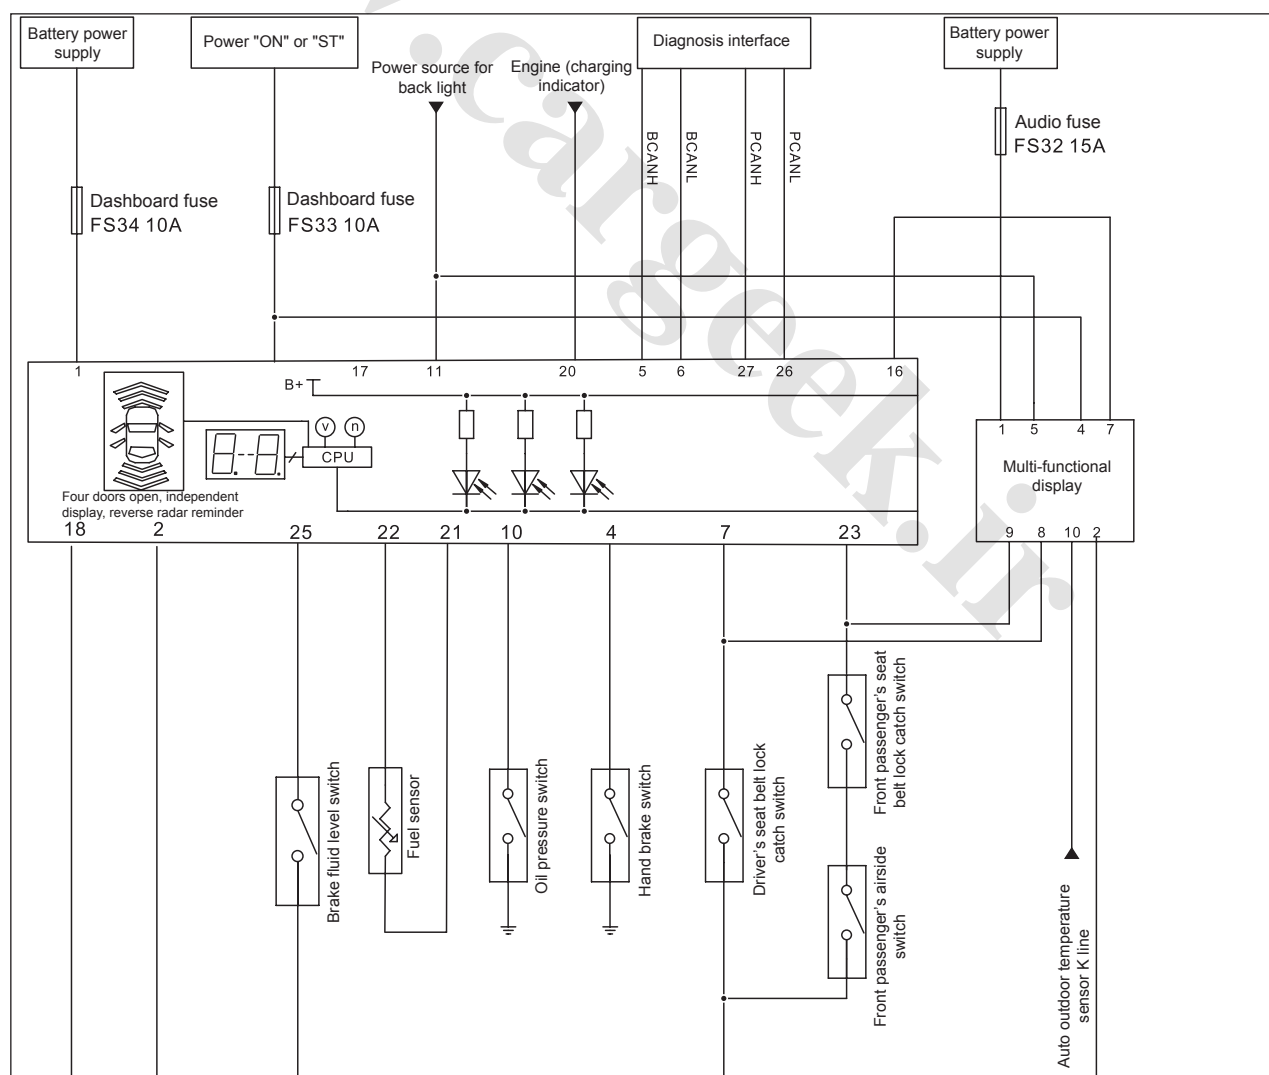 Battery power
supply
Power "ON" or "ST"
Power source for
back light
Engine (charging
indicator)
Diagnosis interface
Battery power
supply
BCANH
BCANL
PCANH
PCANL
Audio fuse
FS32 15A
Dashboard fuse
FS34 10A
Dashboard fuse
FS33 10A
1
17
11
20
5
6
27
26
16
B+
V
n
CPU
8.-8.
Four doors open, independent
display, reverse radar reminder
1
5
4
7
Multi-functional
display
9
8
10
2
18
2
25
22
21
10
4
7
23
Brake fluid level switch
Fuel sensor
Oil pressure switch
Hand brake switch
Driver's seat belt lock
catch switch
Front passenger's seat
belt lock catch switch
Front passenger's airside
switch
Auto outdoor temperature
sensor K line
.cargeek.ir